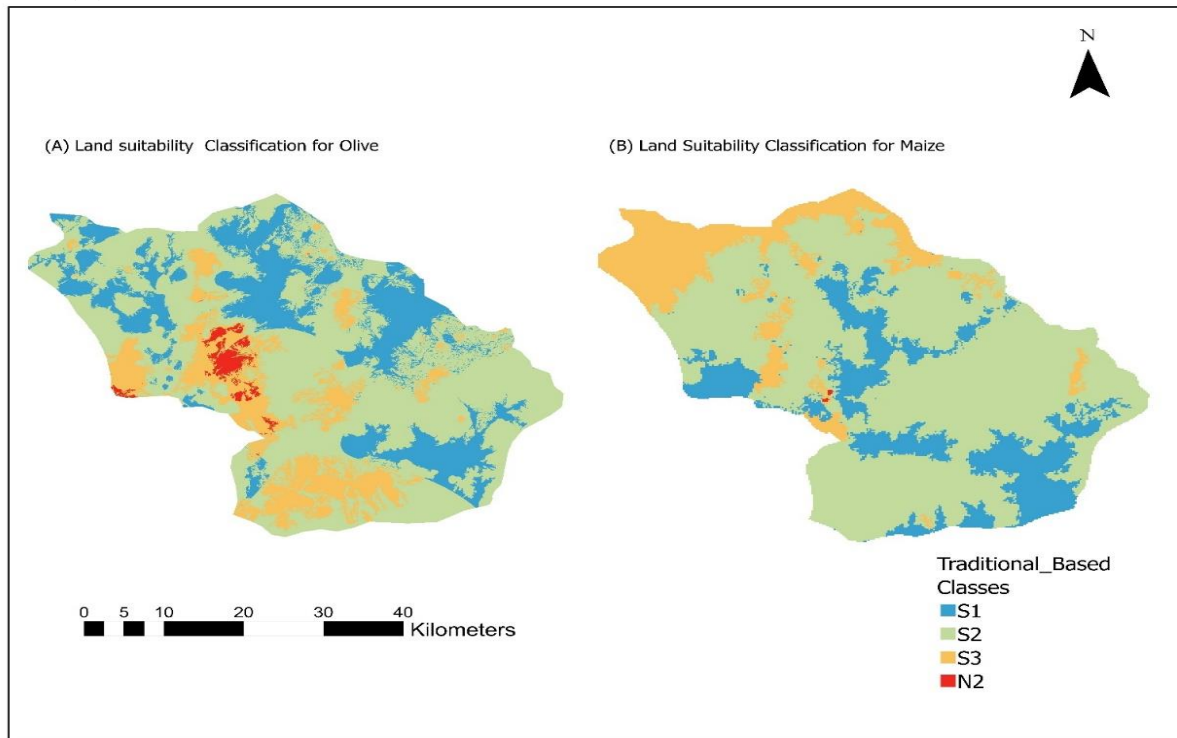 N
(A) Land suitability Classification for Olive
(B) Land Suitability Classification for Maize
Traditional_Based
Classes
S1
S2
S3
N2
0 5 10 20 30 40
Kilometers